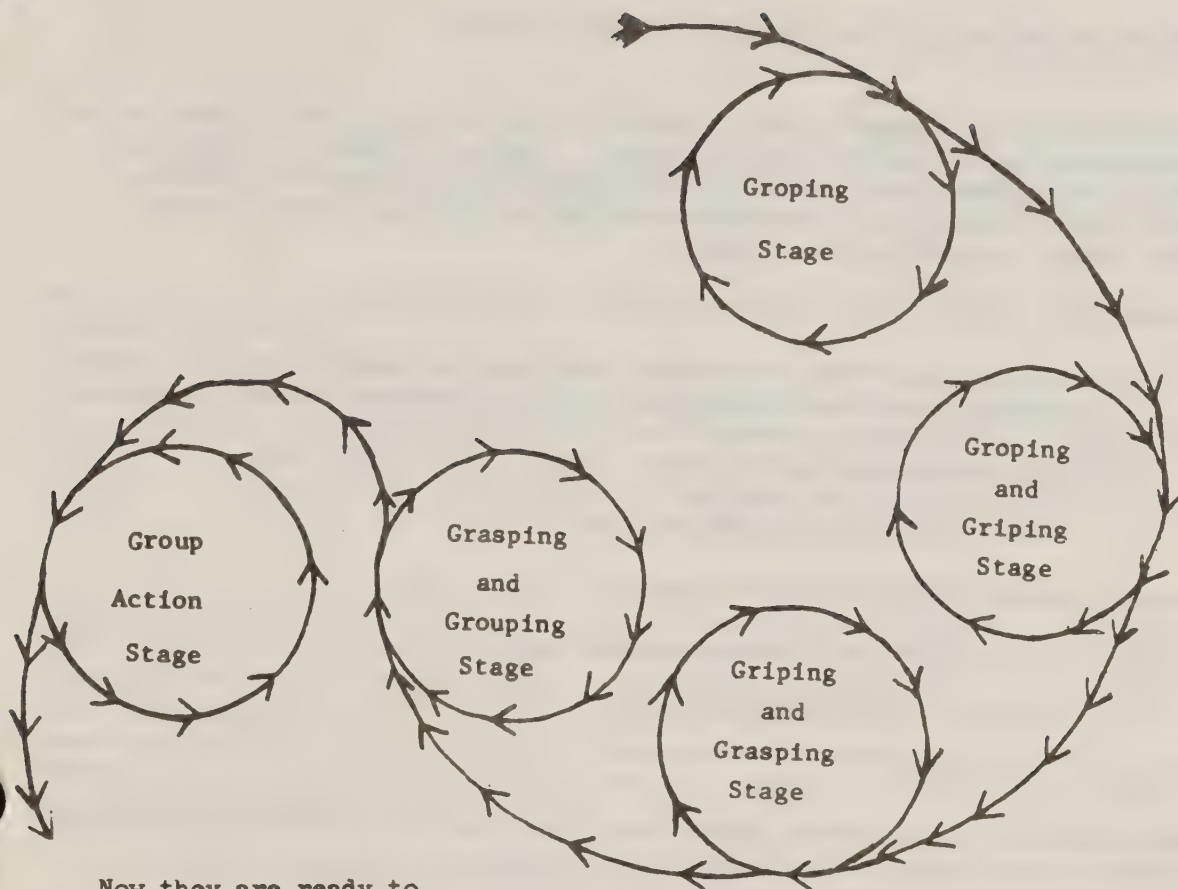 Groping
Stage
Groping
and
Griping
Stage
Griping
and
Grasping
Stage
Grasping
and
Grouping
Stage
Group
Action
Stage
Now they are ready to